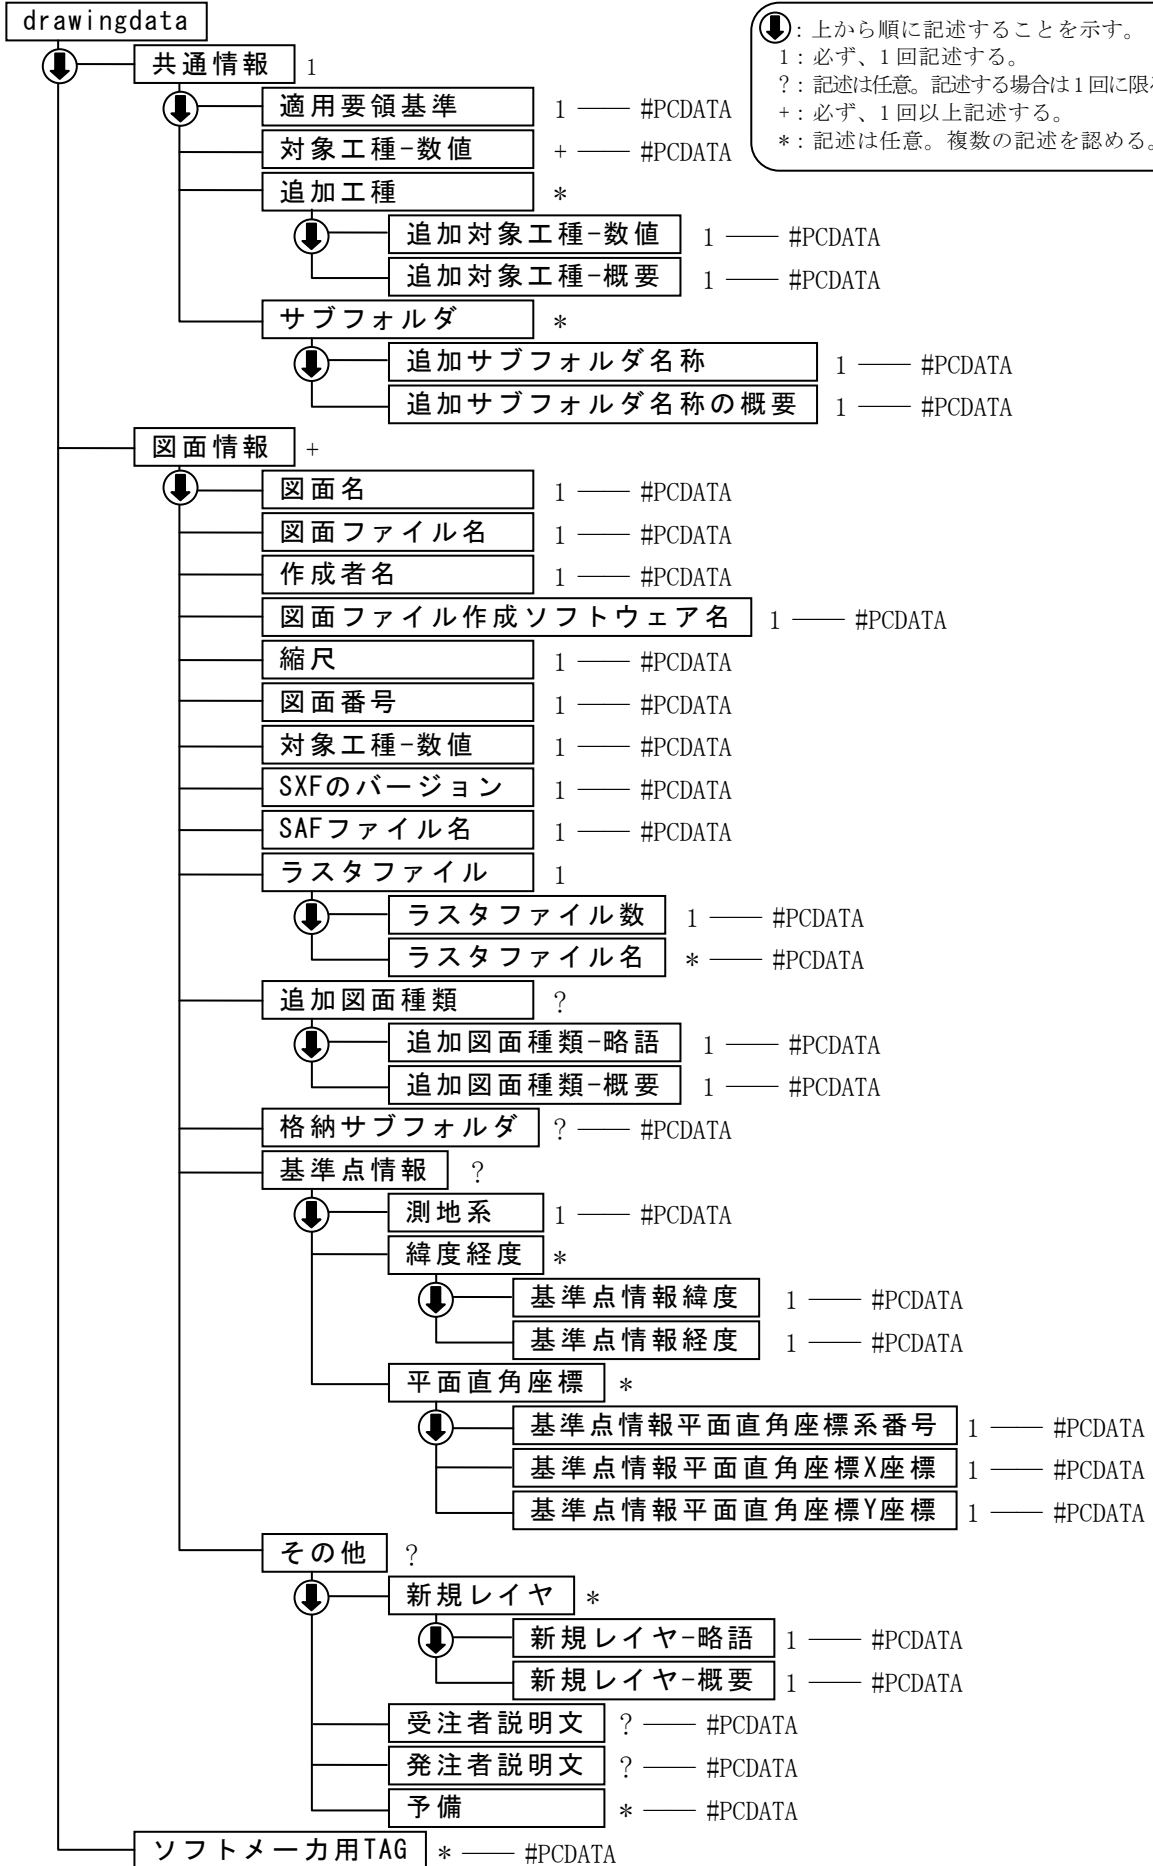 drawingdata
：上から順に記述することを示す。
1：必ず、1回記述する。
?：記述は任意。記述する場合は1回に限
+：必ず、1回以上記述する。
*：記述は任意。複数の記述を認める。
共通情報 1
適用要領基準 1 #PCDATA
対象工種-数値 + #PCDATA
追加工種 *
追加対象工種-数値 1 #PCDATA
追加対象工種-概要 1 #PCDATA
サブフォルダ *
追加サブフォルダ名称 1 #PCDATA
追加サブフォルダ名称の概要 1 #PCDATA
図面情報 +
図面名 1 #PCDATA
図面ファイル名 1 #PCDATA
作成者名 1 #PCDATA
図面ファイル作成ソフトウェア名 1 #PCDATA
縮尺 1 #PCDATA
図面番号 1 #PCDATA
対象工種-数値 1 #PCDATA
SXFのバージョン 1 #PCDATA
SAFファイル名 1 #PCDATA
ラスタファイル 1
ラスタファイル数 1 #PCDATA
ラスタファイル名 * #PCDATA
追加図面種類 ?
追加図面種類-略語 1 #PCDATA
追加図面種類-概要 1 #PCDATA
格納サブフォルダ ? #PCDATA
基準点情報 ?
測地系 1 #PCDATA
緯度経度 *
基準点情報緯度 1 #PCDATA
基準点情報経度 1 #PCDATA
平面直角座標 *
基準点情報平面直角座標系番号 1 #PCDATA
基準点情報平面直角座標X座標 1 #PCDATA
基準点情報平面直角座標Y座標 1 #PCDATA
その他 ?
新規レイヤ *
新規レイヤ-略語 1 #PCDATA
新規レイヤ-概要 1 #PCDATA
受注者説明文 ? #PCDATA
発注者説明文 ? #PCDATA
予備 * #PCDATA
ソフトメーカ用TAG * #PCDATA